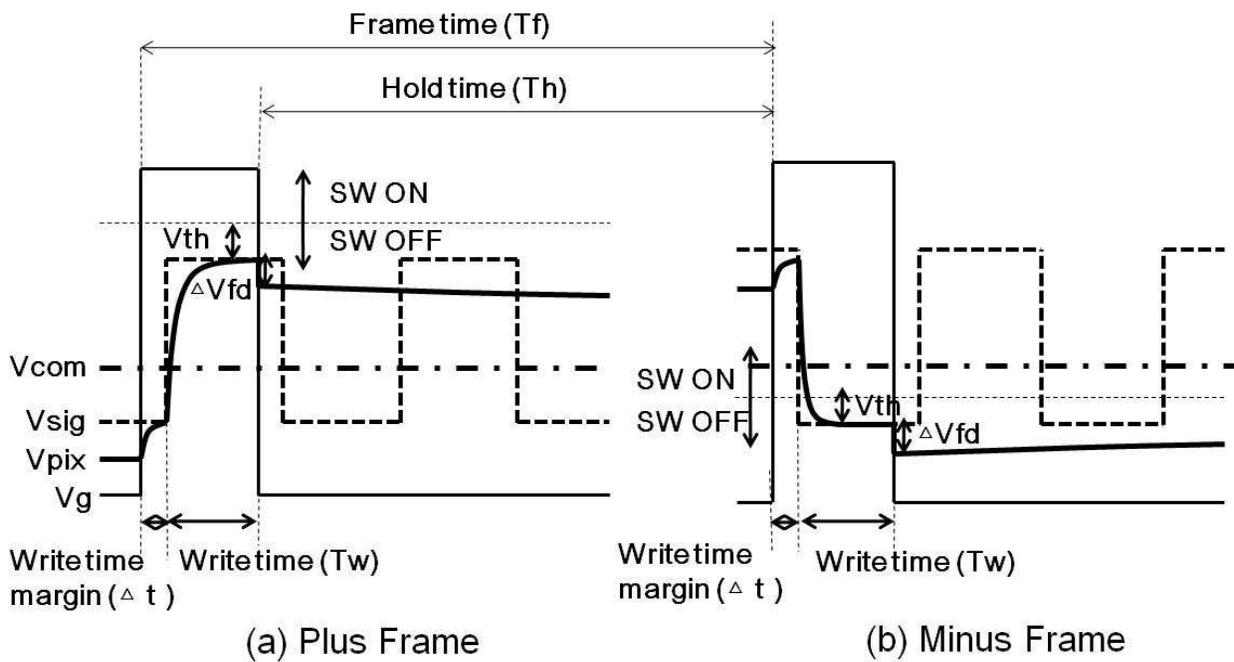 Frame time (Tf)
Hold time (Th)
SW ON
Vth
SW OFF
△Vfd
Vcom
Vsig
Vpix
Vg
Write time
margin (△ t)
Write time (Tw)
(a) Plus Frame
SW ON
SW OFF
Vth
△Vfd
Write time
margin (△ t)
Write time (Tw)
(b) Minus Frame